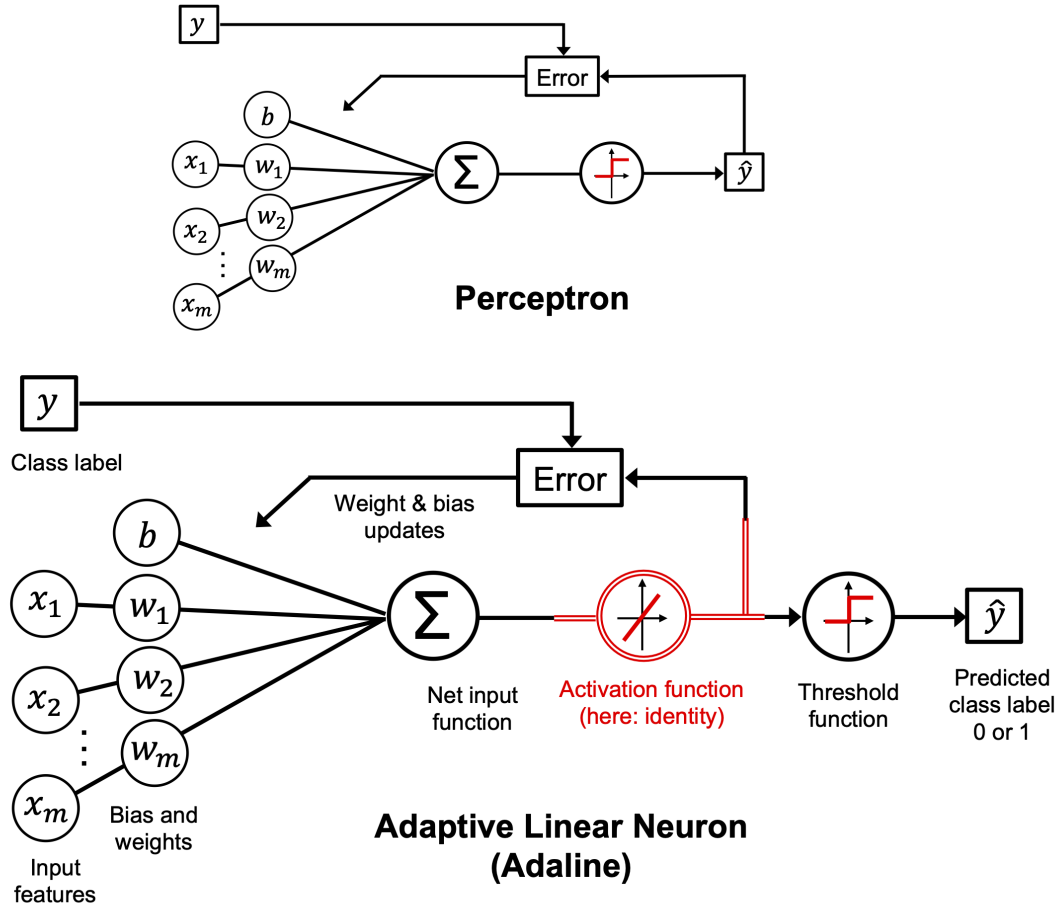 y
Error
b
x₁
w₁
Σ
ŷ
w₂
x₂
⋮
wₘ
xₘ
Perceptron
y
Class label
Error
Weight & bias
updates
b
x₁
w₁
Σ
ŷ
x₂
w₂
Net input
function
Activation function
(here: identity)
Threshold
function
Predicted
class label
0 or 1
⋮
wₘ
xₘ
Bias and
weights
Input
features
Adaptive Linear Neuron
(Adaline)